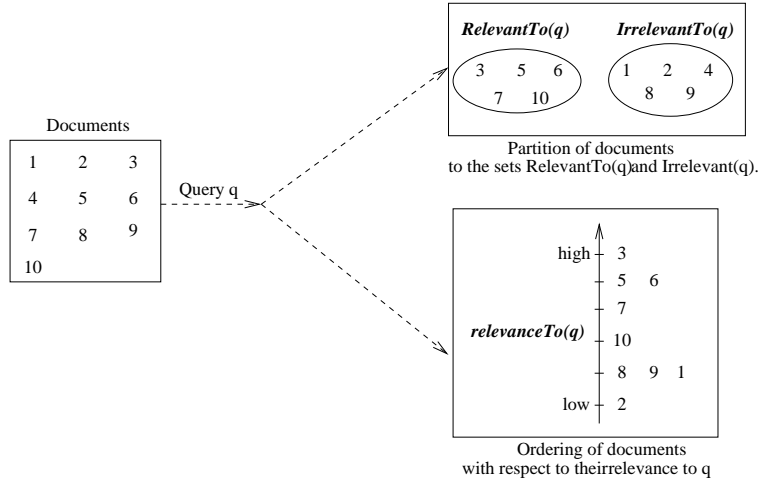 RelevantTo(q) IrrelevantTo(q)
3 5 6 1 2 4
7 10 8 9
Partition of documents
to the sets RelevantTo(q)and Irrelevant(q).
Documents
1 2 3
4 5 6
7 8 9
10
Query q
high 3
5 6
7
relevanceTo(q) 10
8 9 1
low 2
Ordering of documents
with respect to theirrelevance to q